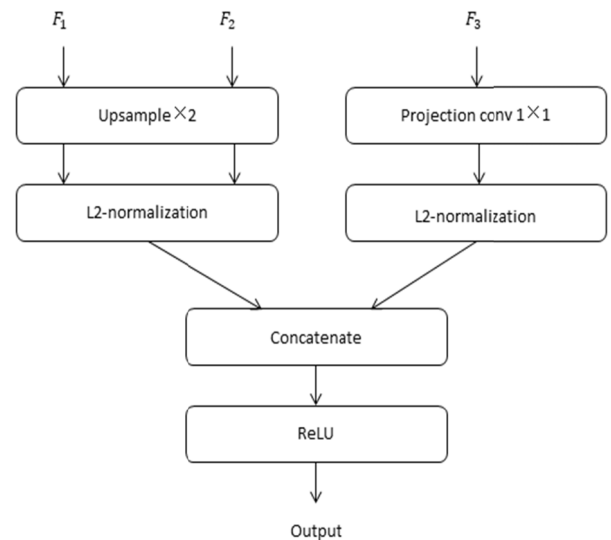 F₁ F₂ F₃
Upsample×2
Projection conv 1×1
L2-normalization
L2-normalization
Concatenate
ReLU
Output